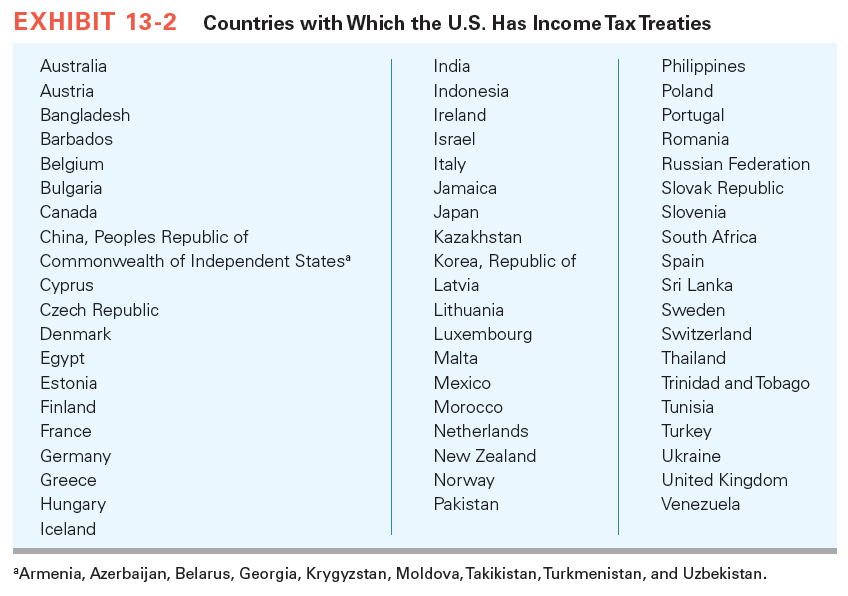 EXHIBIT 13-2 Countries with Which the U.S. Has Income Tax Treaties
Australia
Austria
Bangladesh
Barbados
Belgium
Bulgaria
Canada
China, Peoples Republic of
Commonwealth of Independent Statesᵃ
Cyprus
Czech Republic
Denmark
Egypt
Estonia
Finland
France
Germany
Greece
Hungary
Iceland
India
Indonesia
Ireland
Israel
Italy
Jamaica
Japan
Kazakhstan
Korea, Republic of
Latvia
Lithuania
Luxembourg
Malta
Mexico
Morocco
Netherlands
New Zealand
Norway
Pakistan
Philippines
Poland
Portugal
Romania
Russian Federation
Slovak Republic
Slovenia
South Africa
Spain
Sri Lanka
Sweden
Switzerland
Thailand
Trinidad and Tobago
Tunisia
Turkey
Ukraine
United Kingdom
Venezuela
ᵃArmenia, Azerbaijan, Belarus, Georgia, Krygyzstan, Moldova, Takikistan, Turkmenistan, and Uzbekistan.